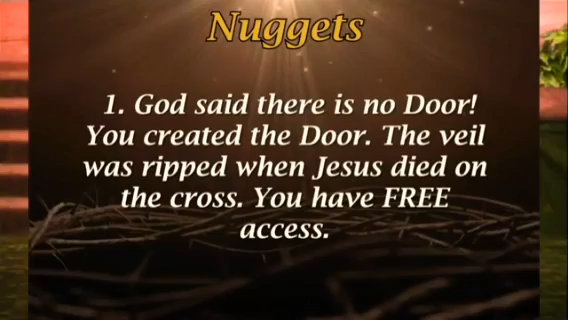 Nuggets
1. God said there is no Door!
You created the Door. The veil
was ripped when Jesus died on
the cross. You have FREE
access.